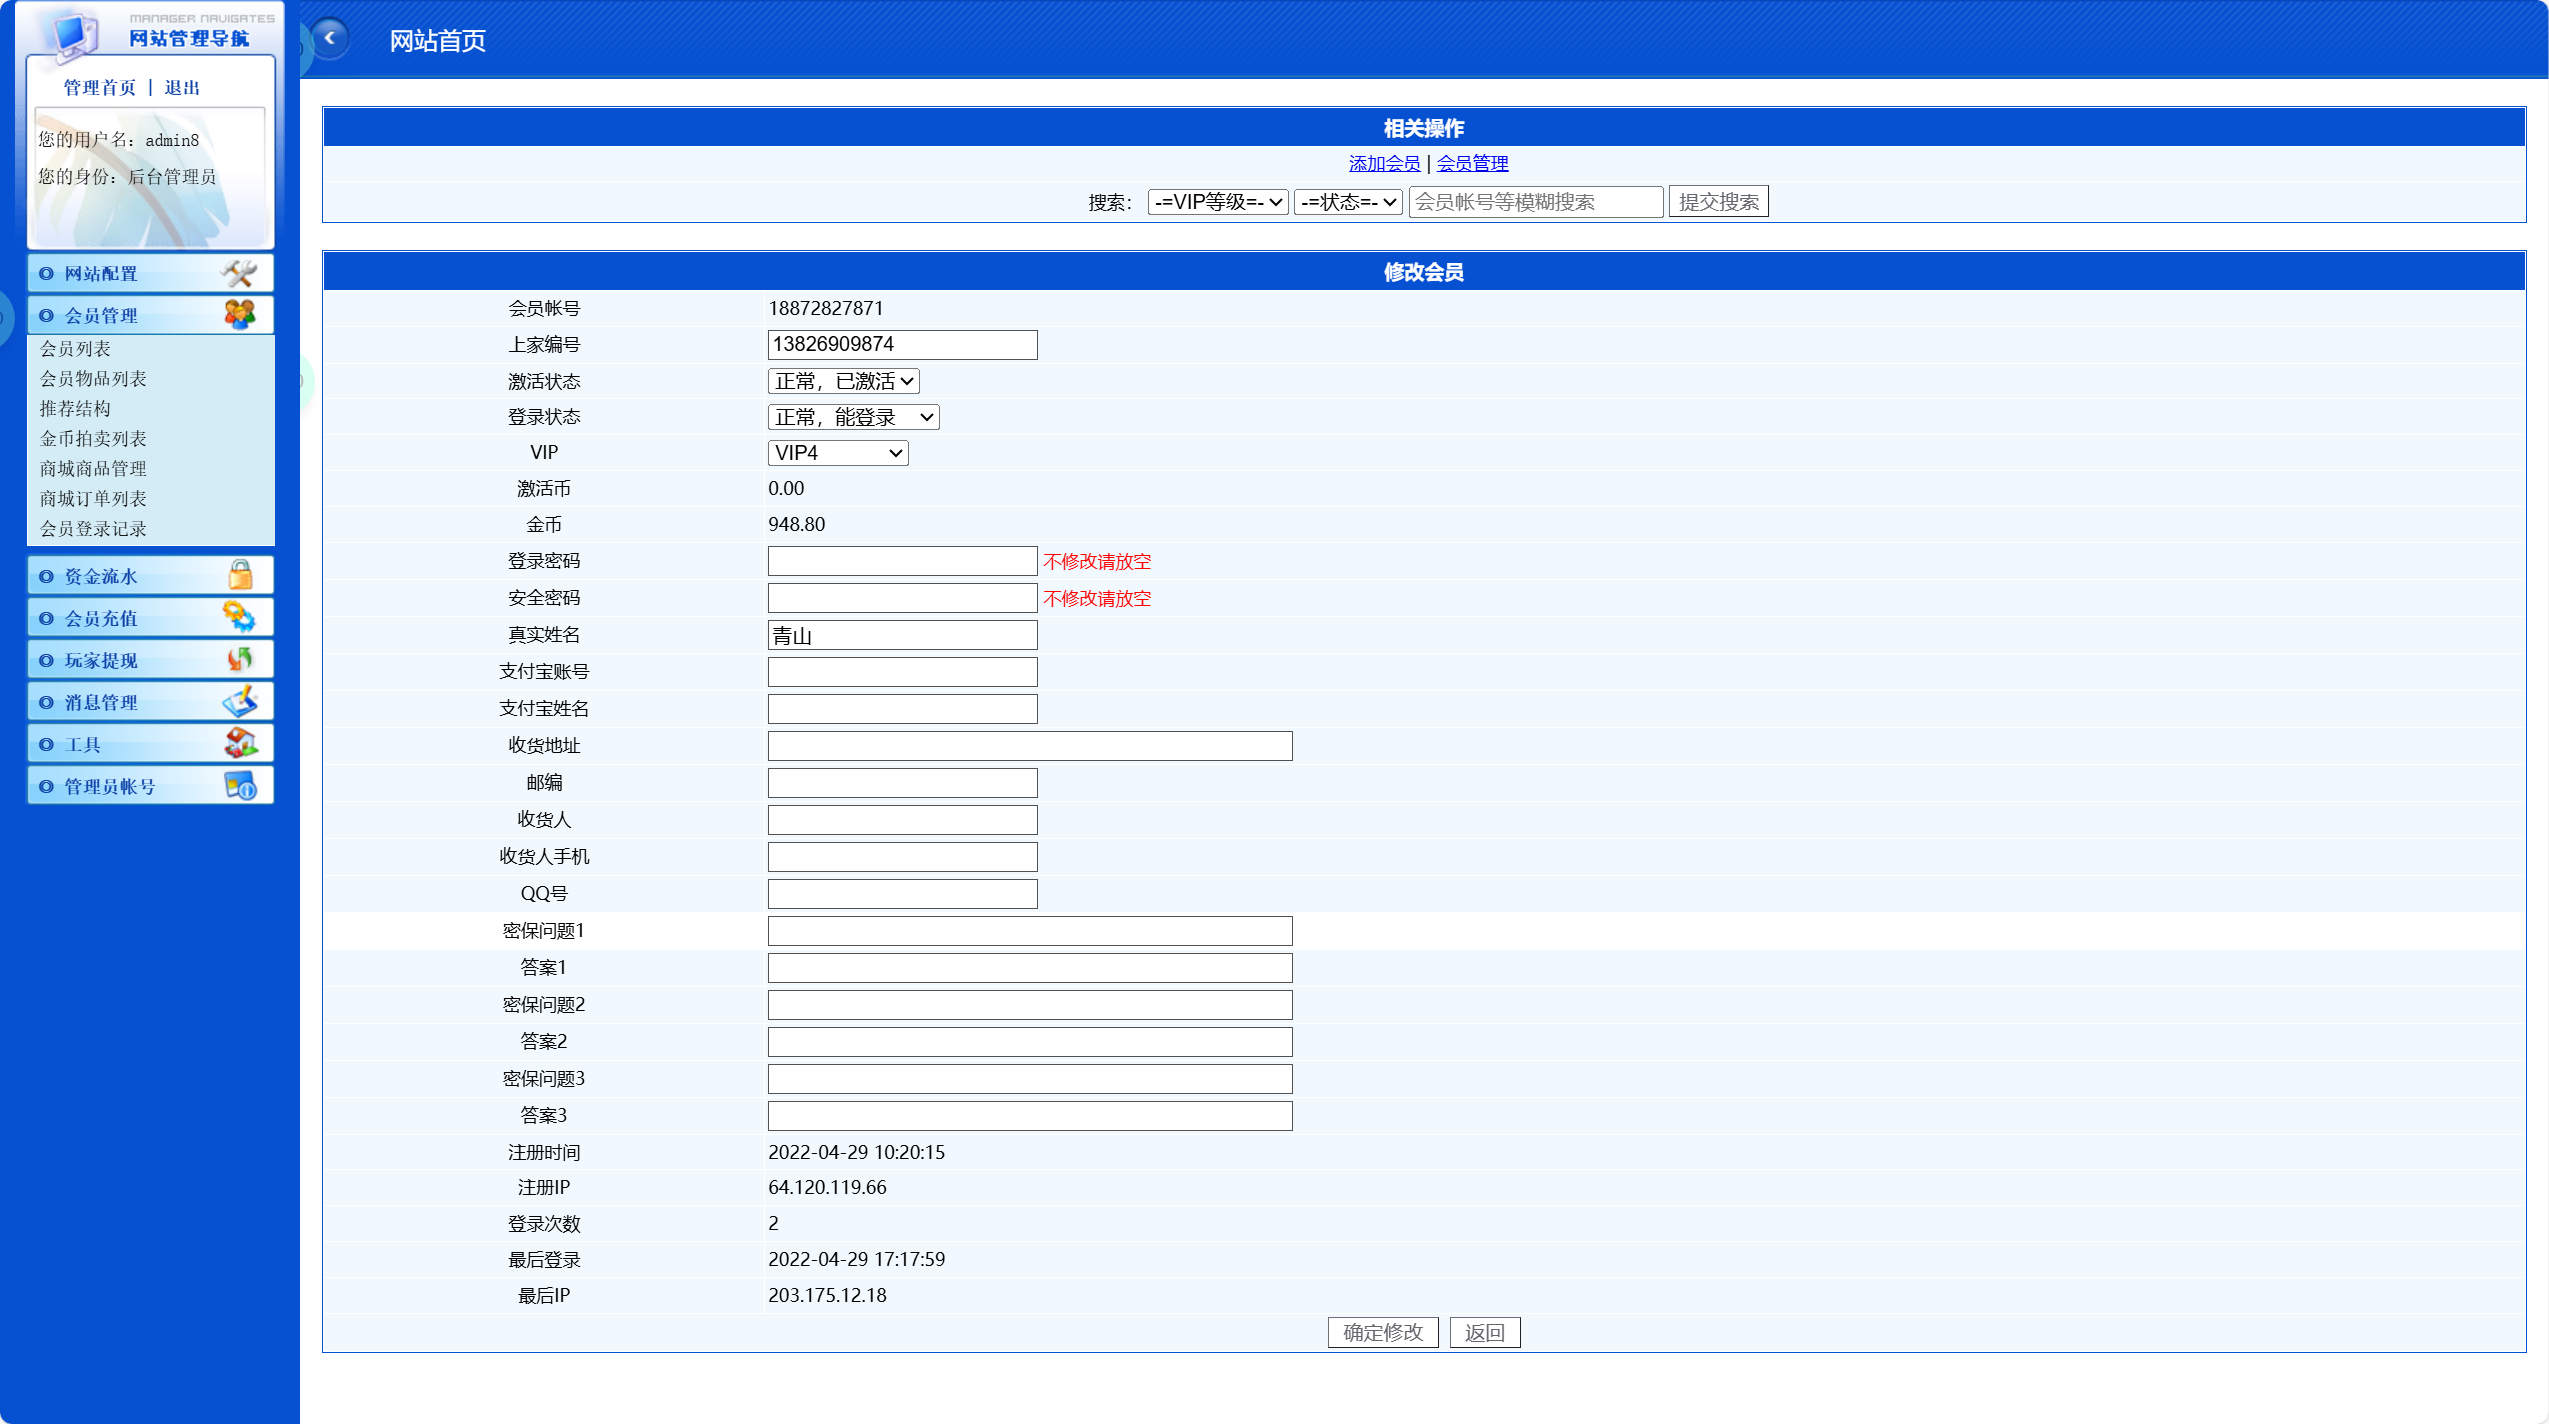 MANAGER NAVIGATES
网站管理导航
管理首页 | 退出
您的用户名：admin8
您的身份：后台管理员
网站配置
会员管理
会员列表
会员物品列表
推荐结构
金币拍卖列表
商城商品管理
商城订单列表
会员登录记录
资金流水
会员充值
玩家提现
消息管理
工具
管理员帐号
网站首页
相关操作
添加会员 | 会员管理
搜索： -=VIP等级=- -=状态=- 会员帐号等模糊搜索 提交搜索
修改会员
会员帐号 18872827871
上家编号 13826909874
激活状态 正常，已激活
登录状态 正常，能登录
VIP VIP4
激活币 0.00
金币 948.80
登录密码 不修改请放空
安全密码 不修改请放空
真实姓名 青山
支付宝账号
支付宝姓名
收货地址
邮编
收货人
收货人手机
QQ号
密保问题1
答案1
密保问题2
答案2
密保问题3
答案3
注册时间 2022-04-29 10:20:15
注册IP 64.120.119.66
登录次数 2
最后登录 2022-04-29 17:17:59
最后IP 203.175.12.18
确定修改 返回